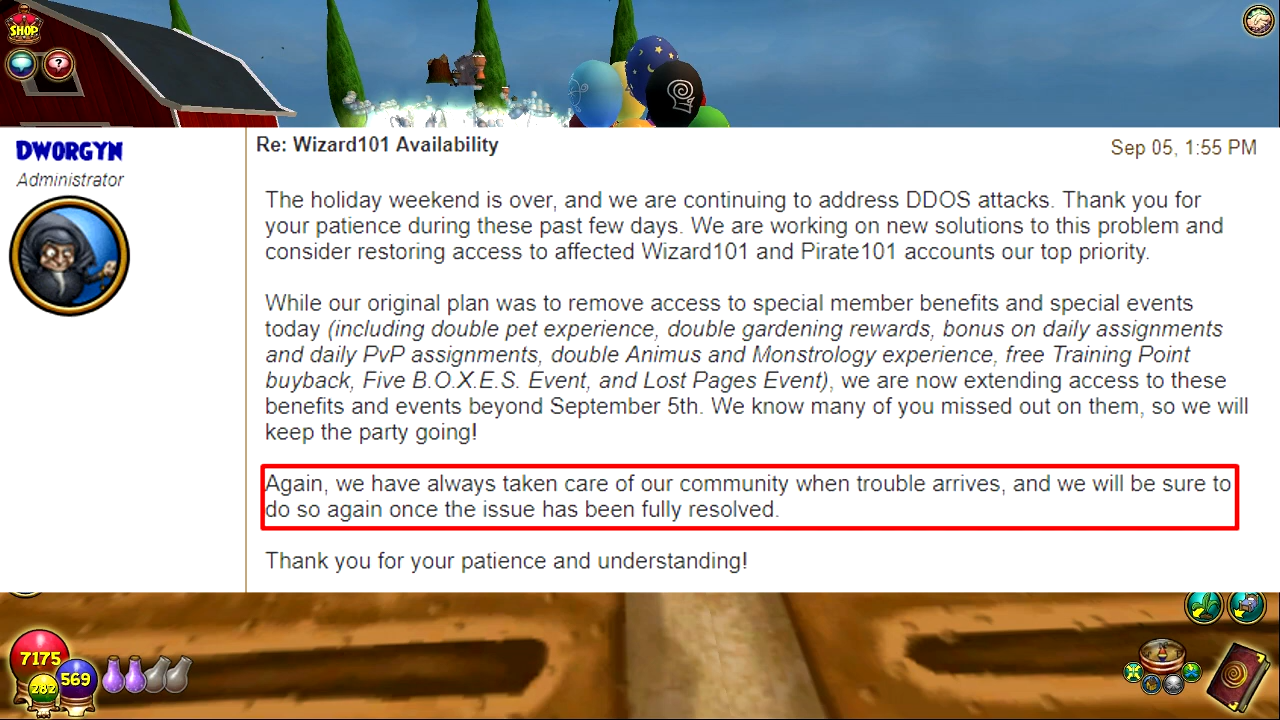 SHOP
?
DWORGYN
Administrator
Re: Wizard101 Availability
Sep 05, 1:55 PM
The holiday weekend is over, and we are continuing to address DDOS attacks. Thank you for
your patience during these past few days. We are working on new solutions to this problem and
consider restoring access to affected Wizard101 and Pirate101 accounts our top priority.
While our original plan was to remove access to special member benefits and special events
today (including double pet experience, double gardening rewards, bonus on daily assignments
and daily PvP assignments, double Animus and Monstrology experience, free Training Point
buyback, Five B.O.X.E.S. Event, and Lost Pages Event), we are now extending access to these
benefits and events beyond September 5th. We know many of you missed out on them, so we will
keep the party going!
Again, we have always taken care of our community when trouble arrives, and we will be sure to
do so again once the issue has been fully resolved.
Thank you for your patience and understanding!
7175
282
569